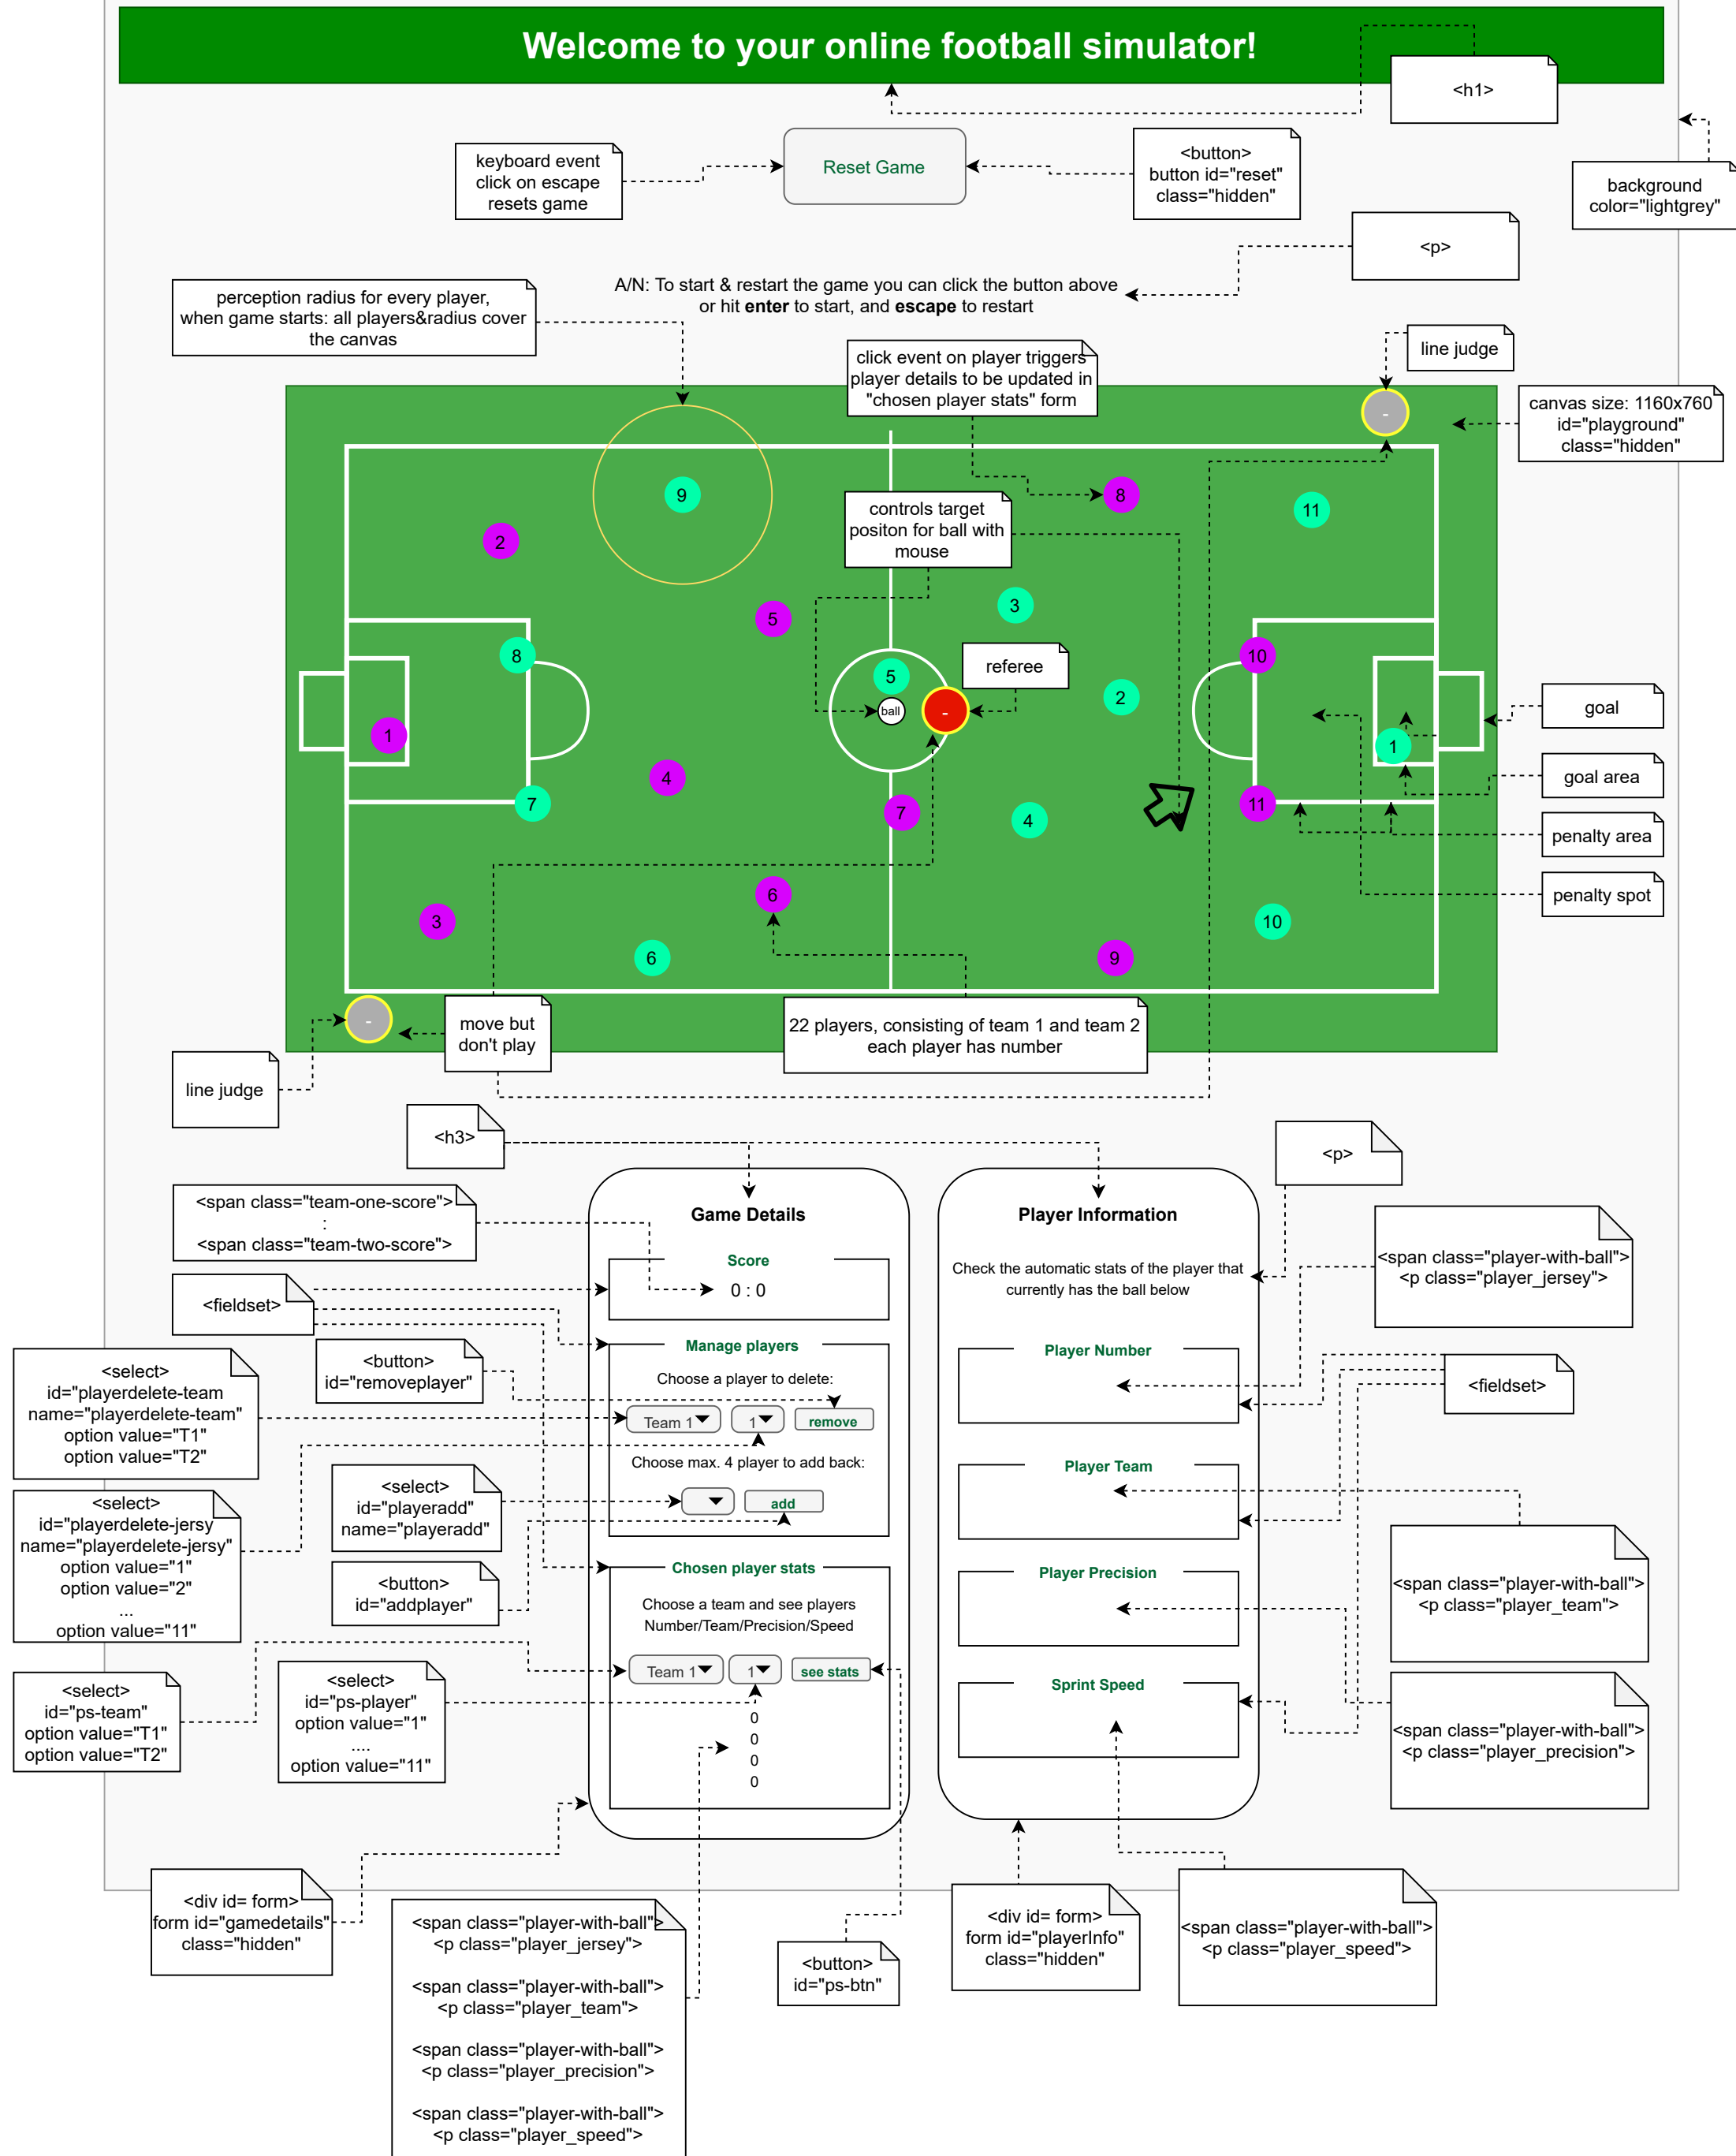 Welcome to your online football simulator!
<h1>
keyboard event
click on escape
resets game
Reset Game
<button>
button id="reset"
class="hidden"
background
color="lightgrey"
<p>
perception radius for every player,
when game starts: all players&radius cover
the canvas
A/N: To start & restart the game you can click the button above
or hit enter to start, and escape to restart
line judge
click event on player triggers
player details to be updated in
"chosen player stats" form
canvas size: 1160x760
id="playground"
class="hidden"
-
9
8
11
2
controls target
positon for ball with
mouse
3
5
8
5
referee
10
2
ball
-
1
1
goal
4
goal area
7
7
4
11
penalty area
6
penalty spot
3
10
6
9
-
move but
don't play
22 players, consisting of team 1 and team 2
each player has number
line judge
<h3>
<p>
<span class="team-one-score">
:
<span class="team-two-score">
Game Details
Player Information
Score
0 : 0
Check the automatic stats of the player that
currently has the ball below
<span class="player-with-ball">
<p class="player_jersey">
<fieldset>
Manage players
Player Number
<button>
id="removeplayer"
Choose a player to delete:
<fieldset>
<select>
id="playerdelete-team
name="playerdelete-team"
option value="T1"
option value="T2"
Team 1
1
remove
Choose max. 4 player to add back:
Player Team
<select>
id="playeradd"
name="playeradd"
add
<select>
id="playerdelete-jersy
name="playerdelete-jersy"
option value="1"
option value="2"
...
option value="11"
<button>
id="addplayer"
Chosen player stats
Player Precision
<span class="player-with-ball">
<p class="player_team">
Choose a team and see players
Number/Team/Precision/Speed
Team 1
1
see stats
Sprint Speed
<select>
id="ps-team"
option value="T1"
option value="T2"
<select>
id="ps-player"
option value="1"
....
option value="11"
0
0
0
0
<span class="player-with-ball">
<p class="player_precision">
<div id= form>
form id="gamedetails"
class="hidden"
<span class="player-with-ball">
<p class="player_jersey">
<span class="player-with-ball">
<p class="player_team">
<span class="player-with-ball">
<p class="player_precision">
<span class="player-with-ball">
<p class="player_speed">
<button>
id="ps-btn"
<div id= form>
form id="playerInfo"
class="hidden"
<span class="player-with-ball">
<p class="player_speed">